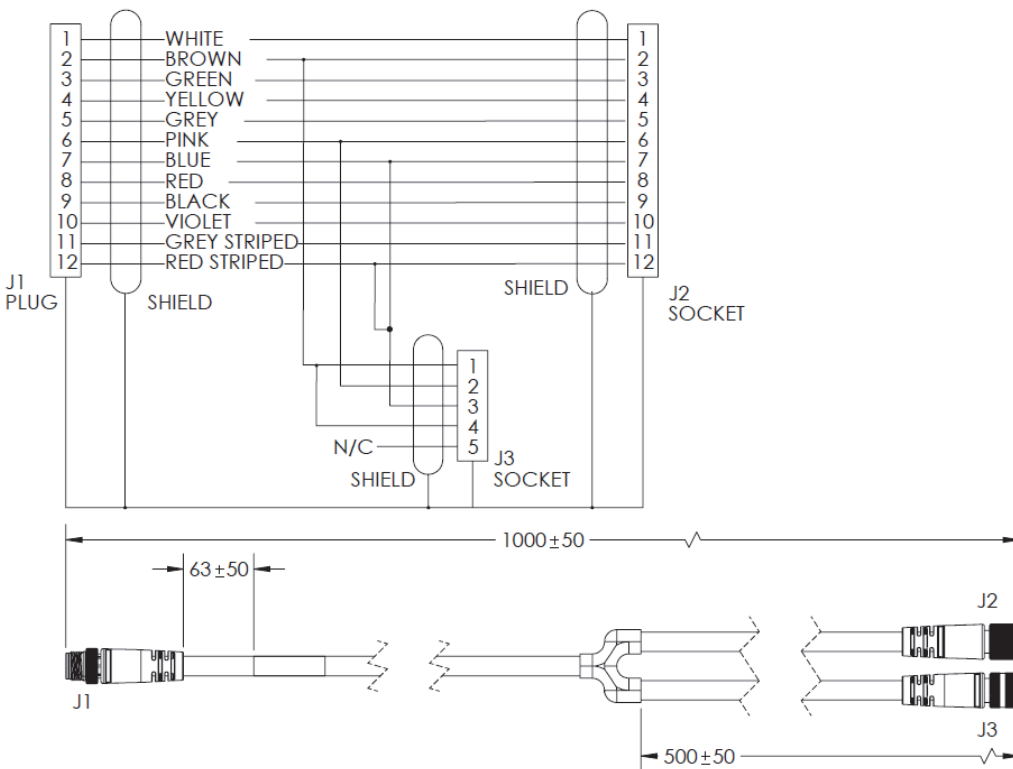 1 WHITE 1
2 BROWN 2
3 GREEN 3
4 YELLOW 4
5 GREY 5
6 PINK 6
7 BLUE 7
8 RED 8
9 BLACK 9
10 VIOLET 10
11 GREY STRIPED 11
12 RED STRIPED 12
J1
PLUG
SHIELD
SHIELD
J2
SOCKET
1
2
3
4
N/C 5
SHIELD
J3
SOCKET
1000±50
63±50
J2
J1
J3
500±50